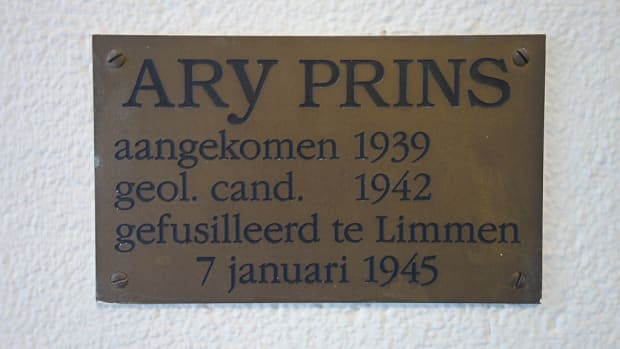 ARy PRINS
aangekomen 1939
geol. cand. 1942
gefusilleerd te Limmen
7 januari 1945